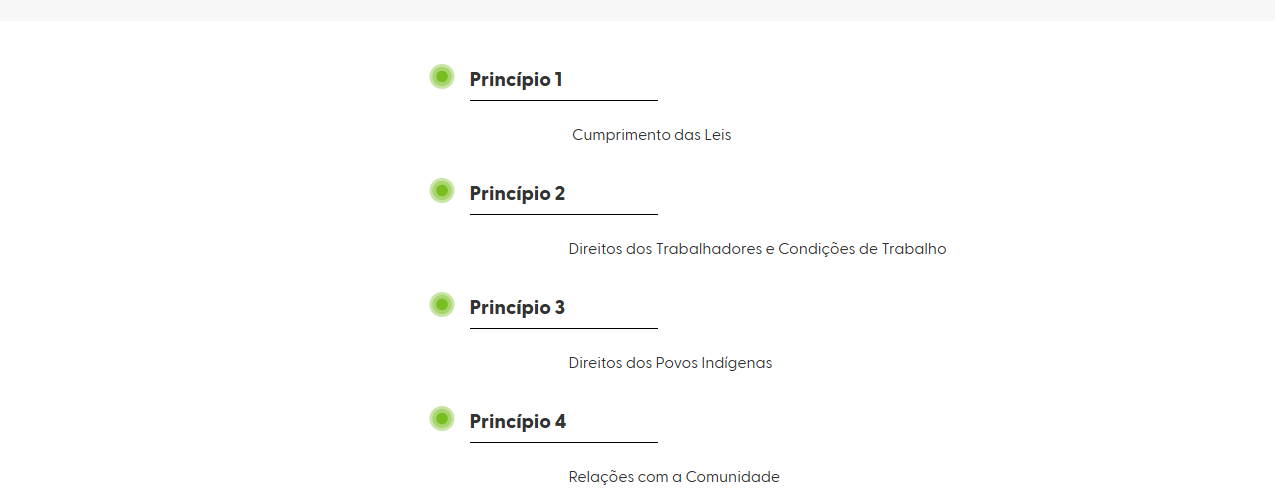 Princípio 1
Cumprimento das Leis
Princípio 2
Direitos dos Trabalhadores e Condições de Trabalho
Princípio 3
Direitos dos Povos Indígenas
Princípio 4
Relações com a Comunidade